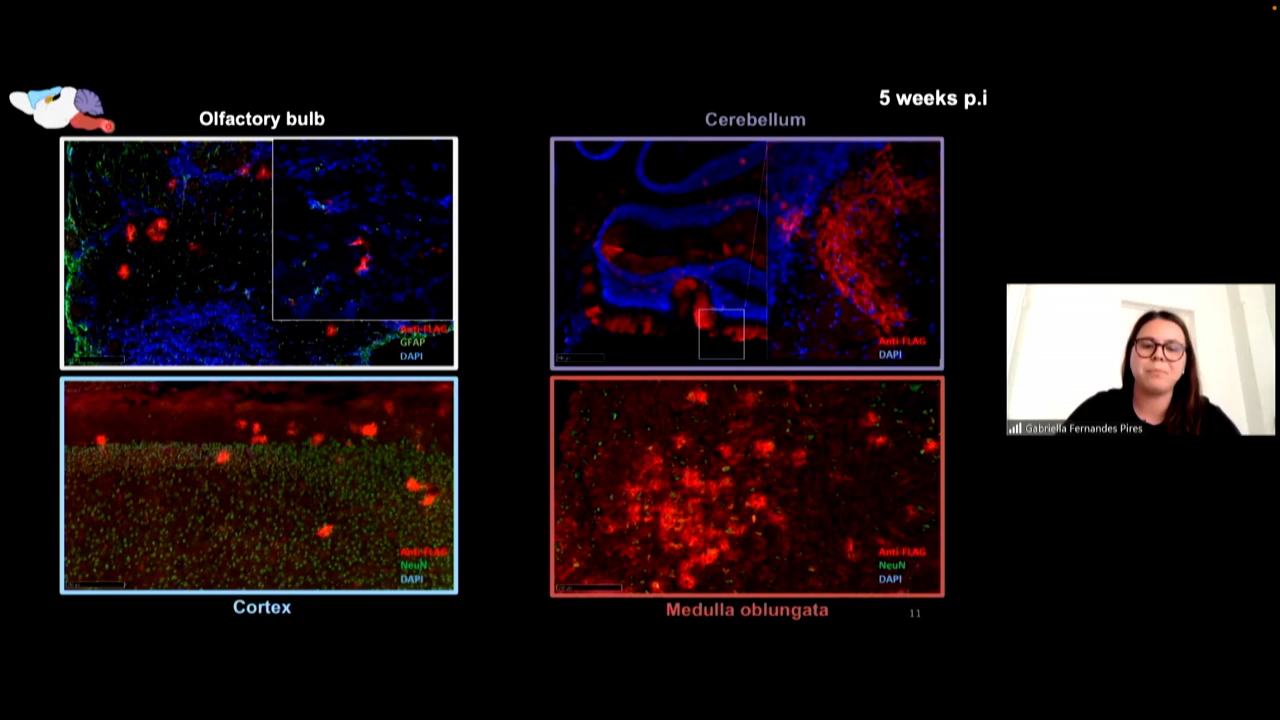 5 weeks p.i
Olfactory bulb
Cerebellum
Anti-FLAG
GFAP
DAPI
Anti-FLAG
DAPI
Gabriella Fernandes Pires
Anti-FLAG
NeuN
DAPI
Anti-FLAG
NeuN
DAPI
Cortex
Medulla oblungata
11